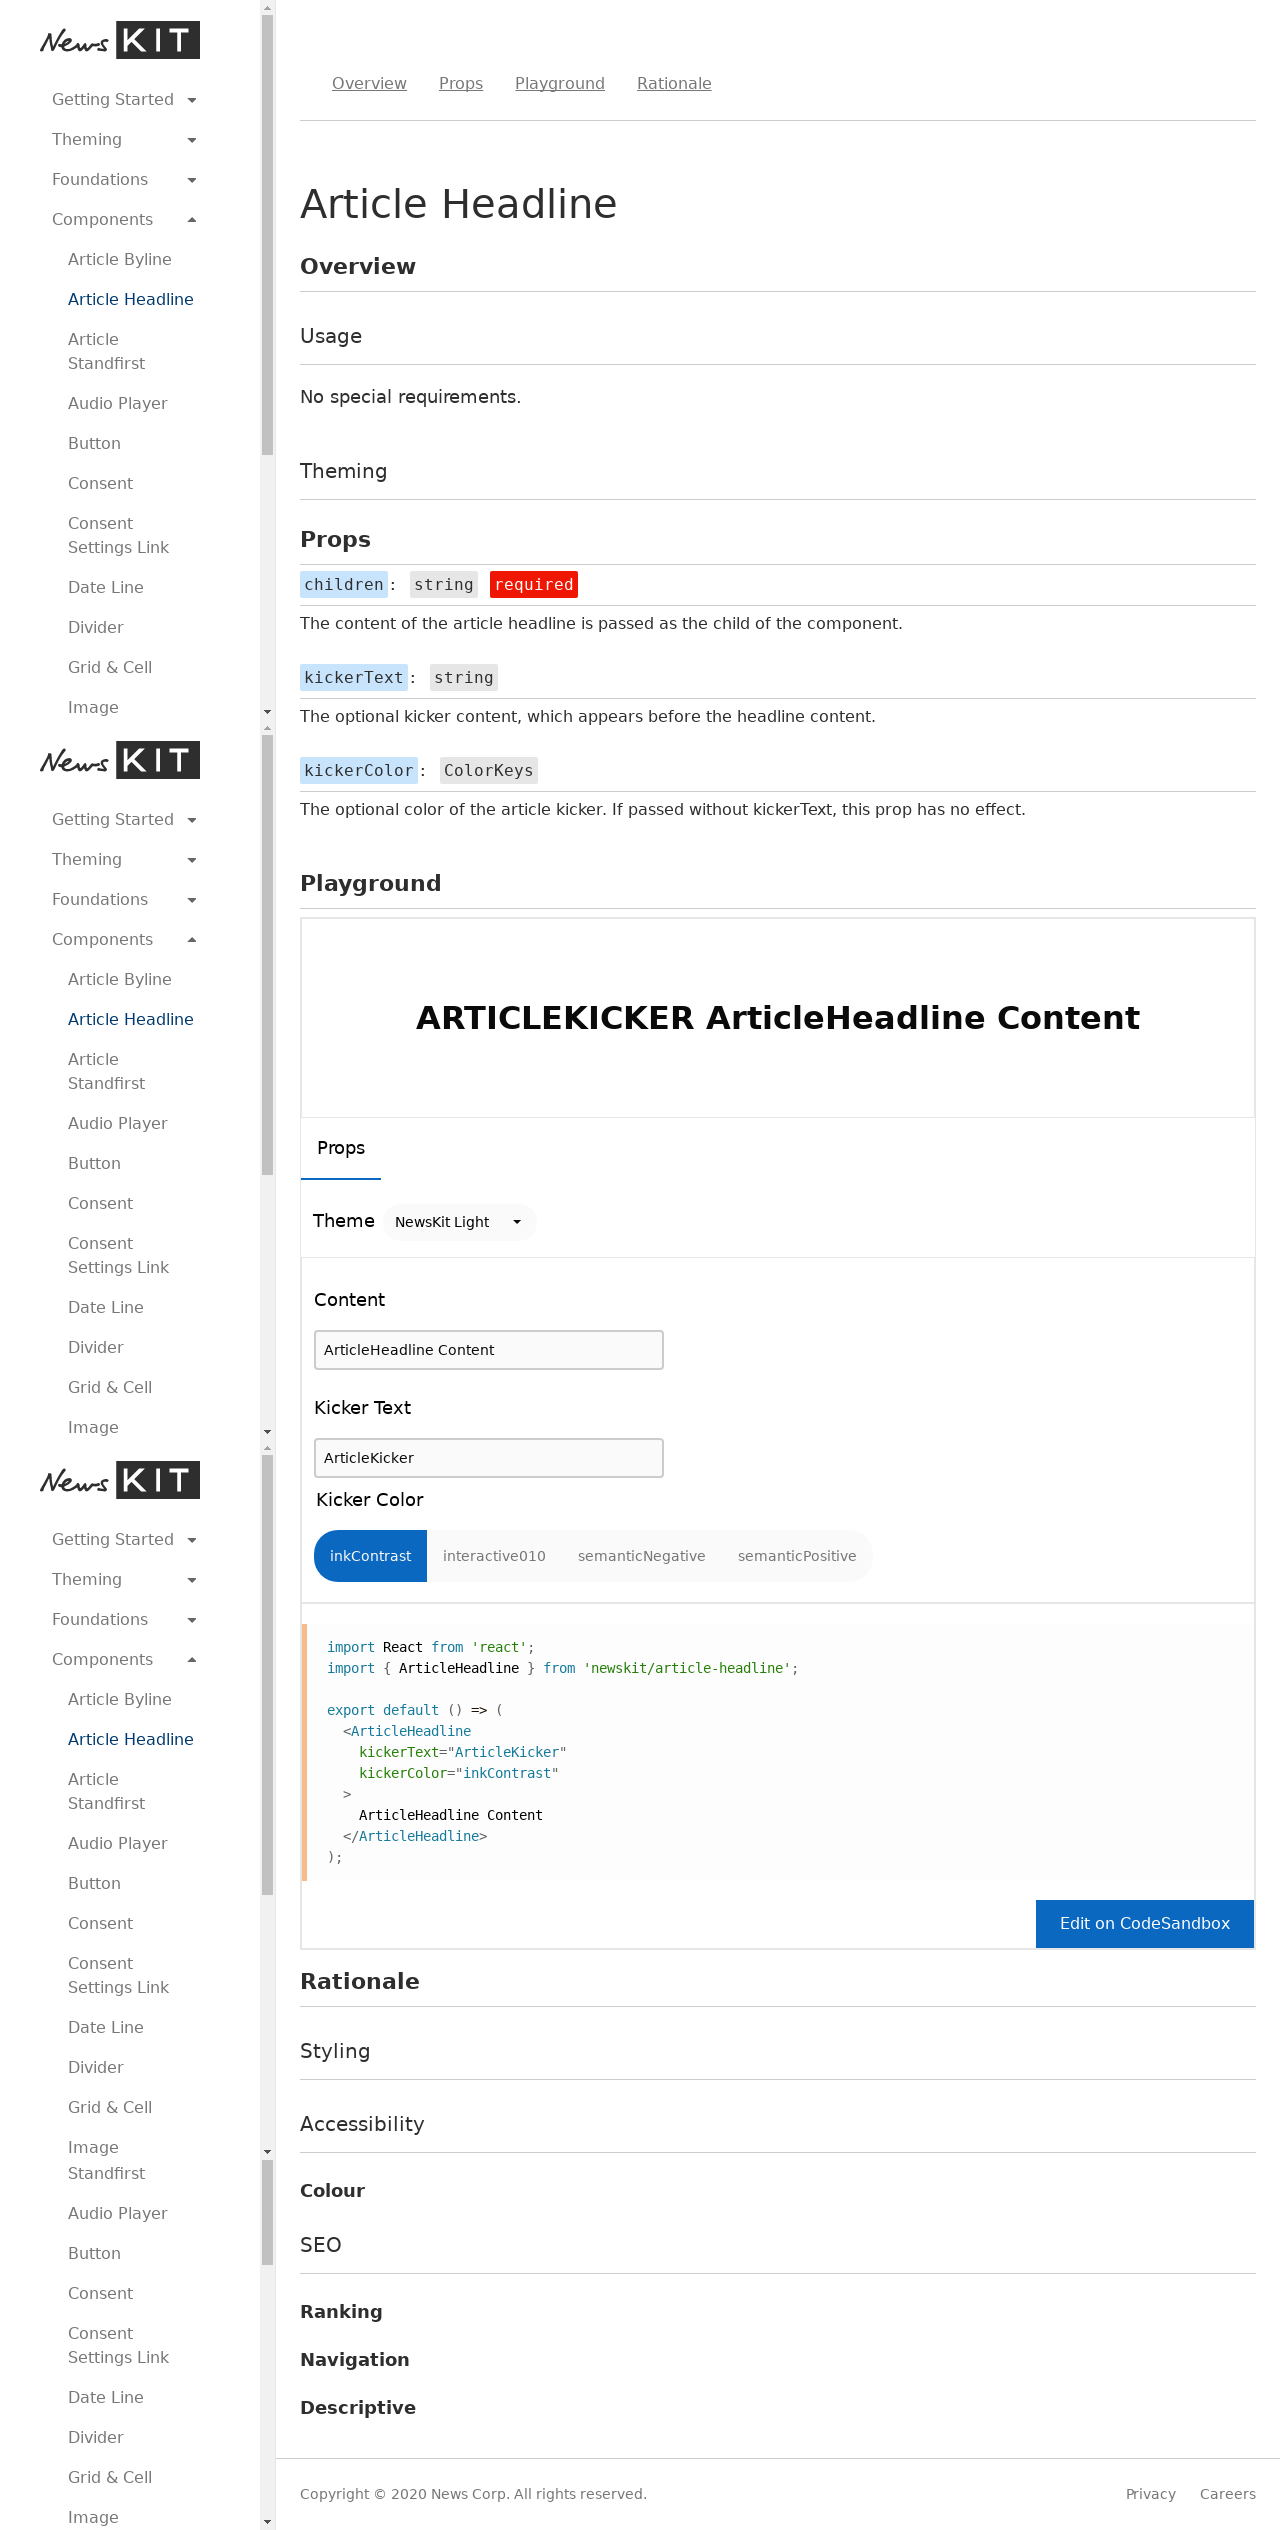 News KIT
Getting Started
Theming
Foundations
Components
Article Byline
Article Headline
Article
Standfirst
Audio Player
Button
Consent
Consent
Settings Link
Date Line
Divider
Grid & Cell
Image
News KIT
Getting Started
Theming
Foundations
Components
Article Byline
Article Headline
Article
Standfirst
Audio Player
Button
Consent
Consent
Settings Link
Date Line
Divider
Grid & Cell
Image
News KIT
Getting Started
Theming
Foundations
Components
Article Byline
Article Headline
Article
Standfirst
Audio Player
Button
Consent
Consent
Settings Link
Date Line
Divider
Grid & Cell
Image
Standfirst
Audio Player
Button
Consent
Consent
Settings Link
Date Line
Divider
Grid & Cell
Image
Overview Props Playground Rationale
Article Headline
Overview
Usage
No special requirements.
Theming
Props
children: string required
The content of the article headline is passed as the child of the component.
kickerText: string
The optional kicker content, which appears before the headline content.
kickerColor: ColorKeys
The optional color of the article kicker. If passed without kickerText, this prop has no effect.
Playground
ARTICLEKICKER ArticleHeadline Content
Props
Theme NewsKit Light
Content
ArticleHeadline Content
Kicker Text
ArticleKicker
Kicker Color
inkContrast interactive010 semanticNegative semanticPositive
import React from 'react';
import { ArticleHeadline } from 'newskit/article-headline';
export default () => (
<ArticleHeadline
kickerText="ArticleKicker"
kickerColor="inkContrast"
>
ArticleHeadline Content
</ArticleHeadline>
);
Edit on CodeSandbox
Rationale
Styling
Accessibility
Colour
SEO
Ranking
Navigation
Descriptive
Copyright © 2020 News Corp. All rights reserved. Privacy Careers